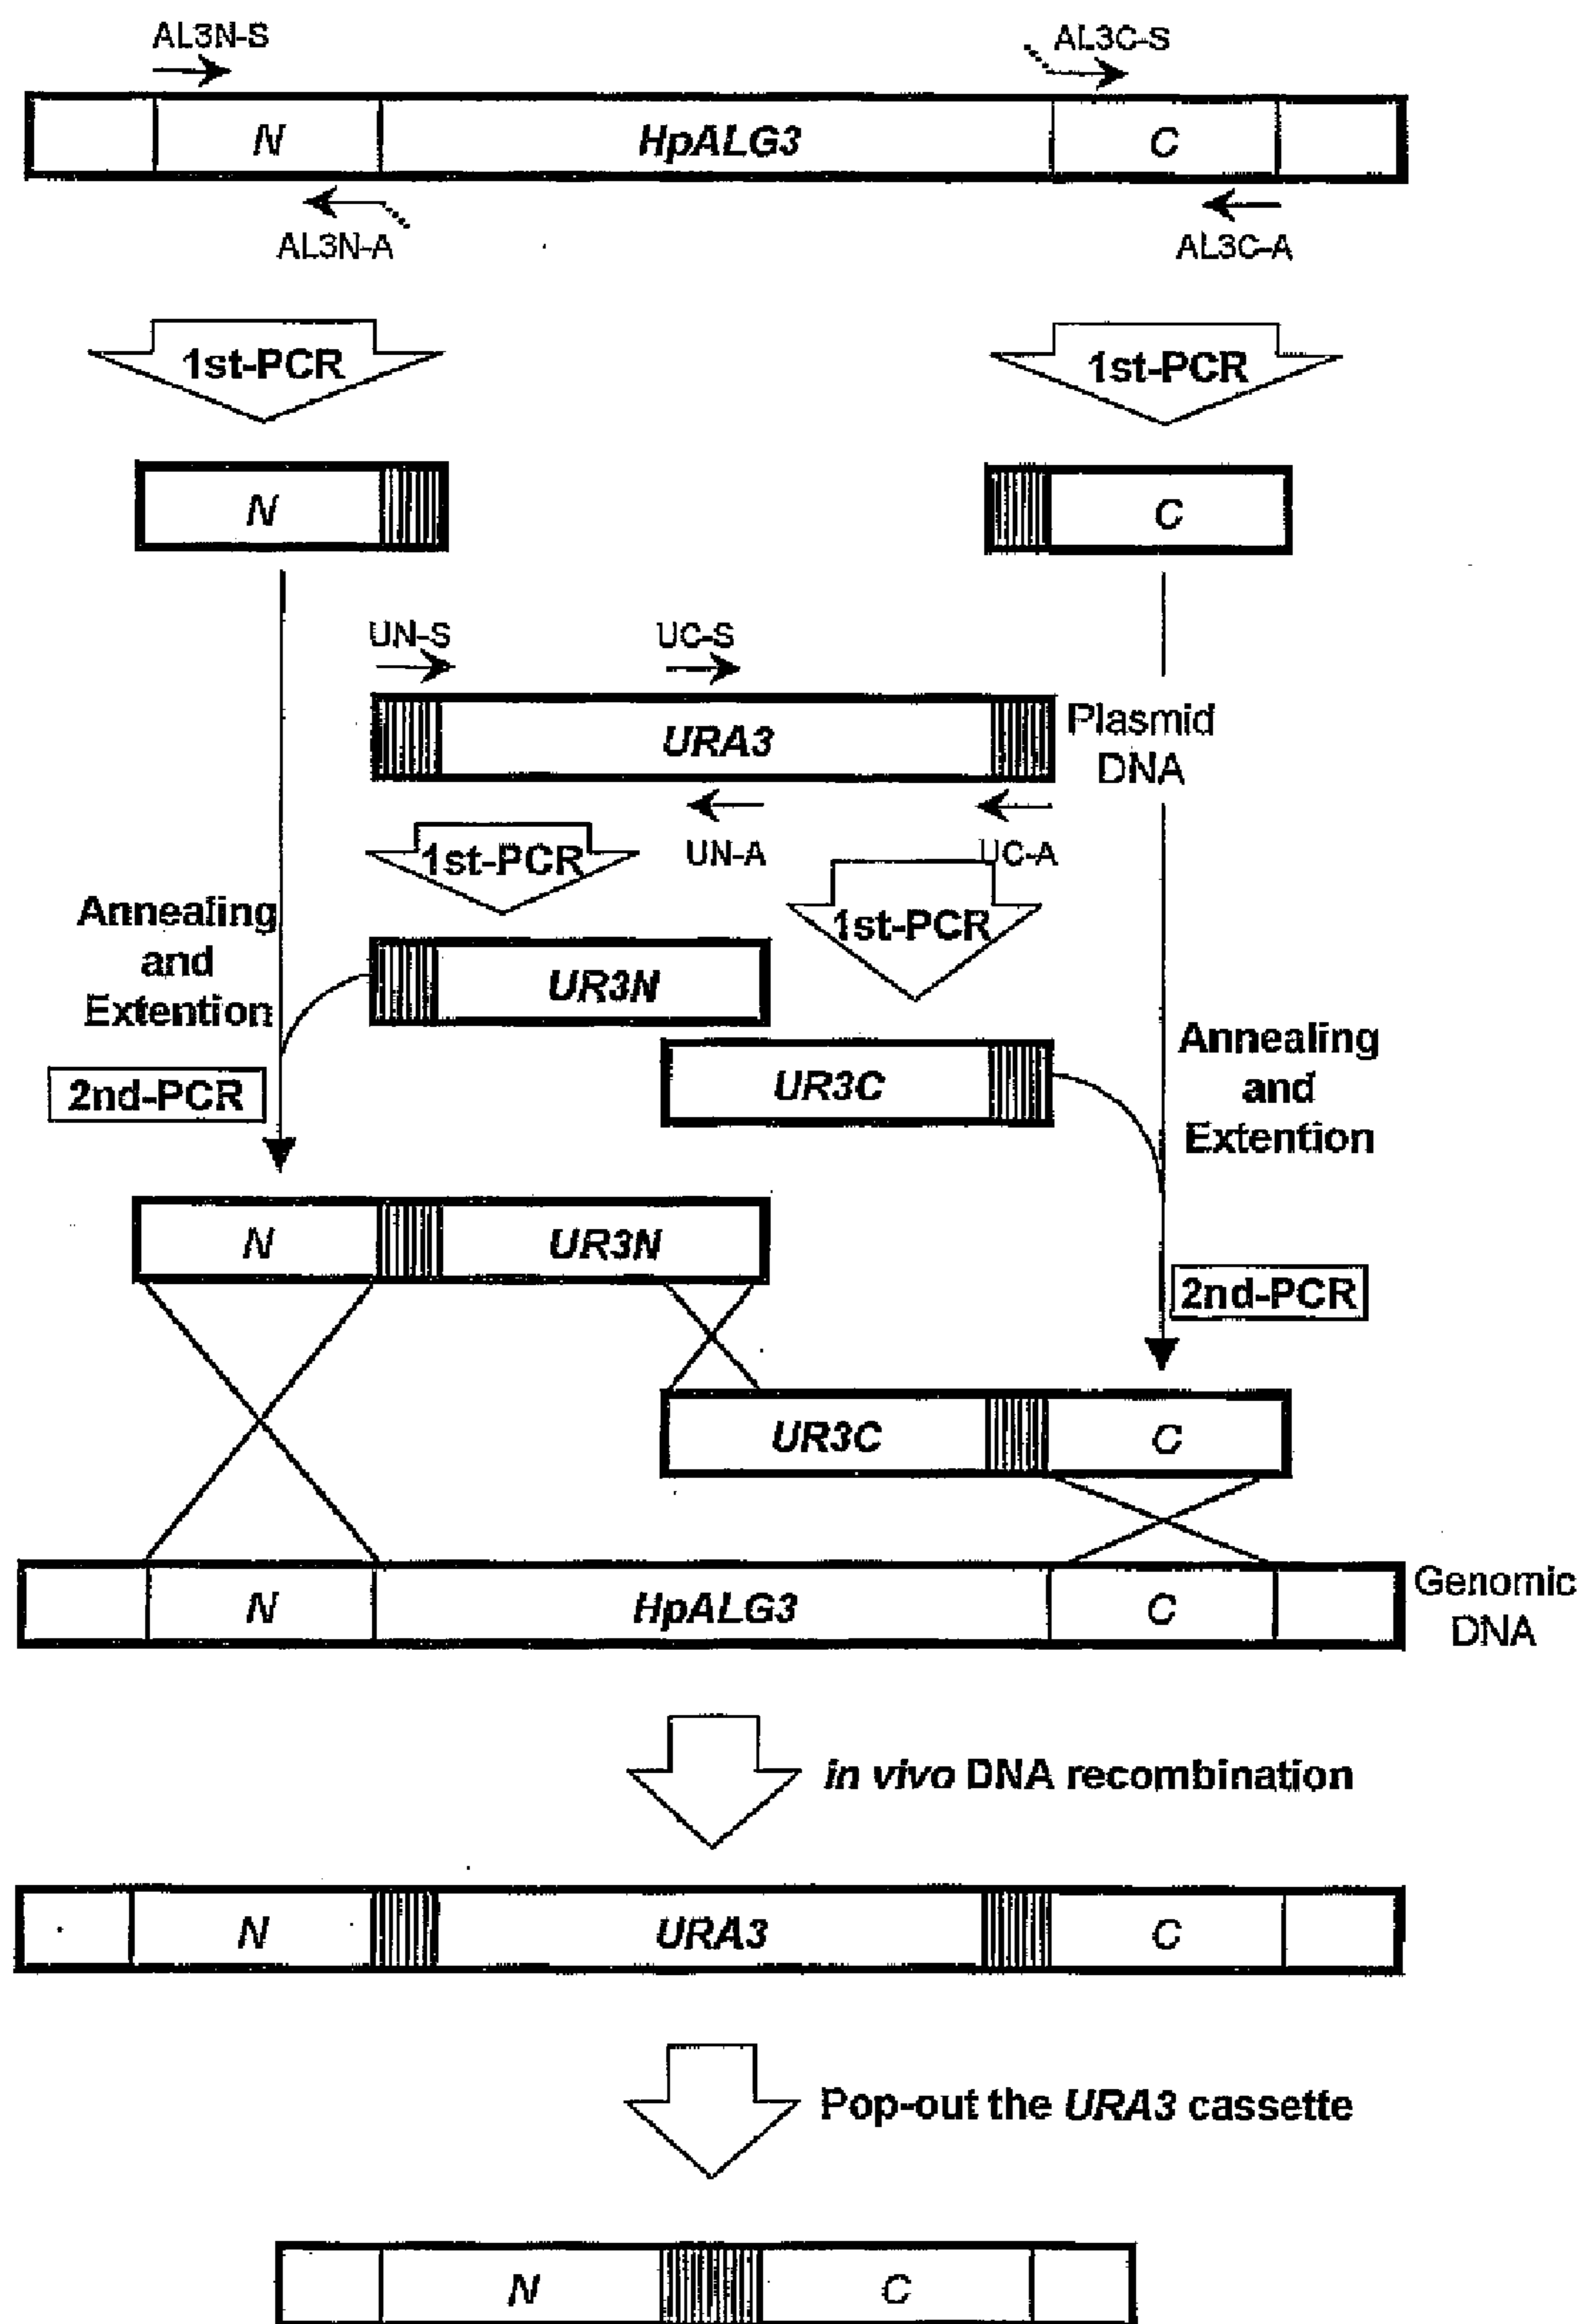 AL3N-S
AL3C-S
N
HpALG3
C
AL3N-A
AL3C-A
1st-PCR
1st-PCR
N
C
UN-S
UC-S
URA3
Plasmid
DNA
UN-A
UC-A
1st-PCR
1st-PCR
Annealing
and
Extention
UR3N
2nd-PCR
UR3C
Annealing
and
Extention
N
UR3N
2nd-PCR
UR3C
C
N
HpALG3
C
Genomic
DNA
in vivo DNA recombination
N
URA3
C
Pop-out the URA3 cassette
N
C